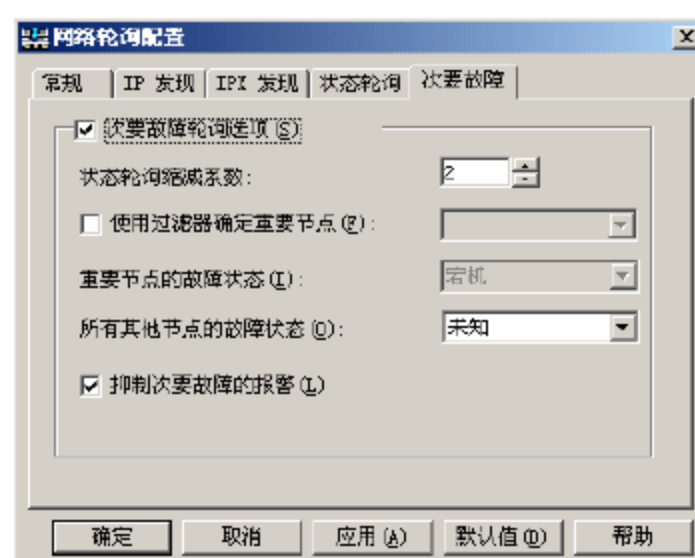 网络轮询配置
常规 IP 发现 IPX 发现 状态轮询 次要故障
次要故障轮询选项(S)
状态轮询缩减系数: 2
使用过滤器确定重要节点(F):
重要节点的故障状态(I): 宕机
所有其他节点的故障状态(O): 未知
抑制次要故障的报警(L)
确定 取消 应用(A) 默认值(D) 帮助